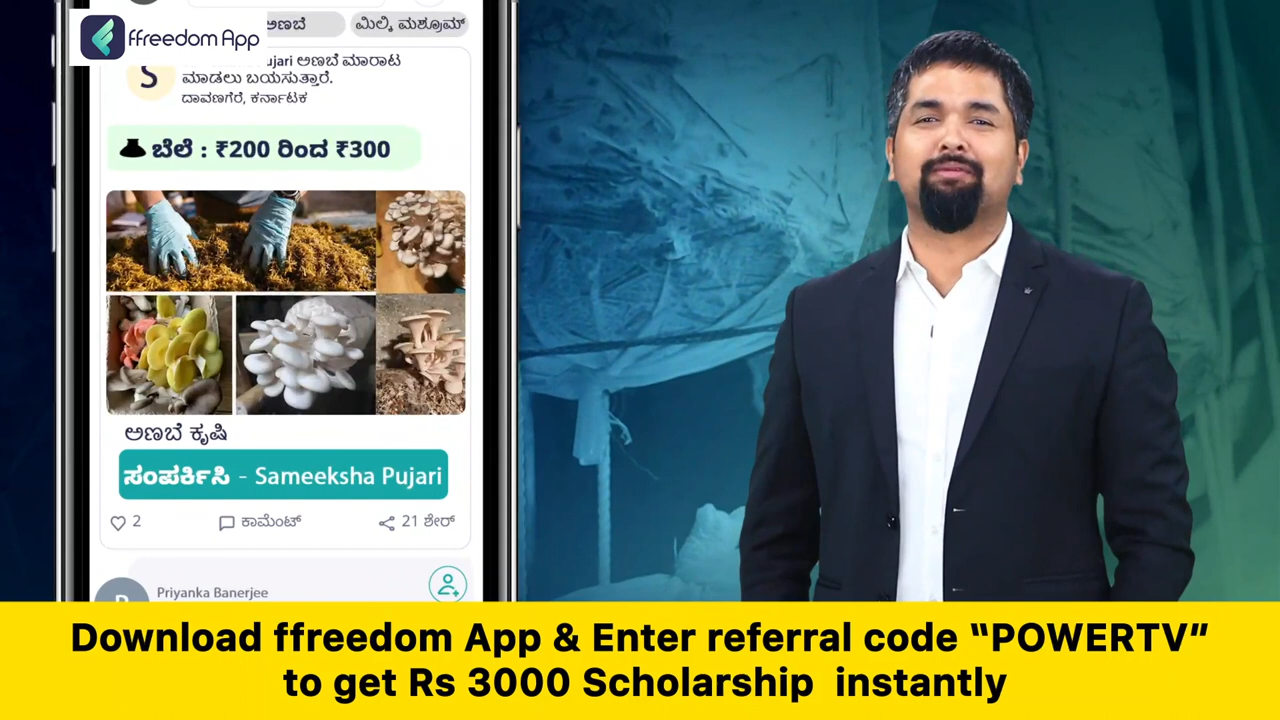 ffreedom App
ಅಣಬೆ
ಮಿಲ್ಕಿ ಮಶ್ರೂಮ್
S
ujari ಅಣಬೆ ಮಾರಾಟ
ಮಾಡಲು ಬಯಸುತ್ತಾರೆ.
ದಾವಣಗೆರೆ, ಕರ್ನಾಟಕ
ಬೆಲೆ : ₹200 ರಿಂದ ₹300
ಅಣಬೆ ಕೃಷಿ
ಸಂಪರ್ಕಿಸಿ - Sameeksha Pujari
2
ಕಾಮೆಂಟ್
21 ಶೇರ್
Priyanka Banerjee
Download ffreedom App & Enter referral code “POWERTV”
to get Rs 3000 Scholarship instantly